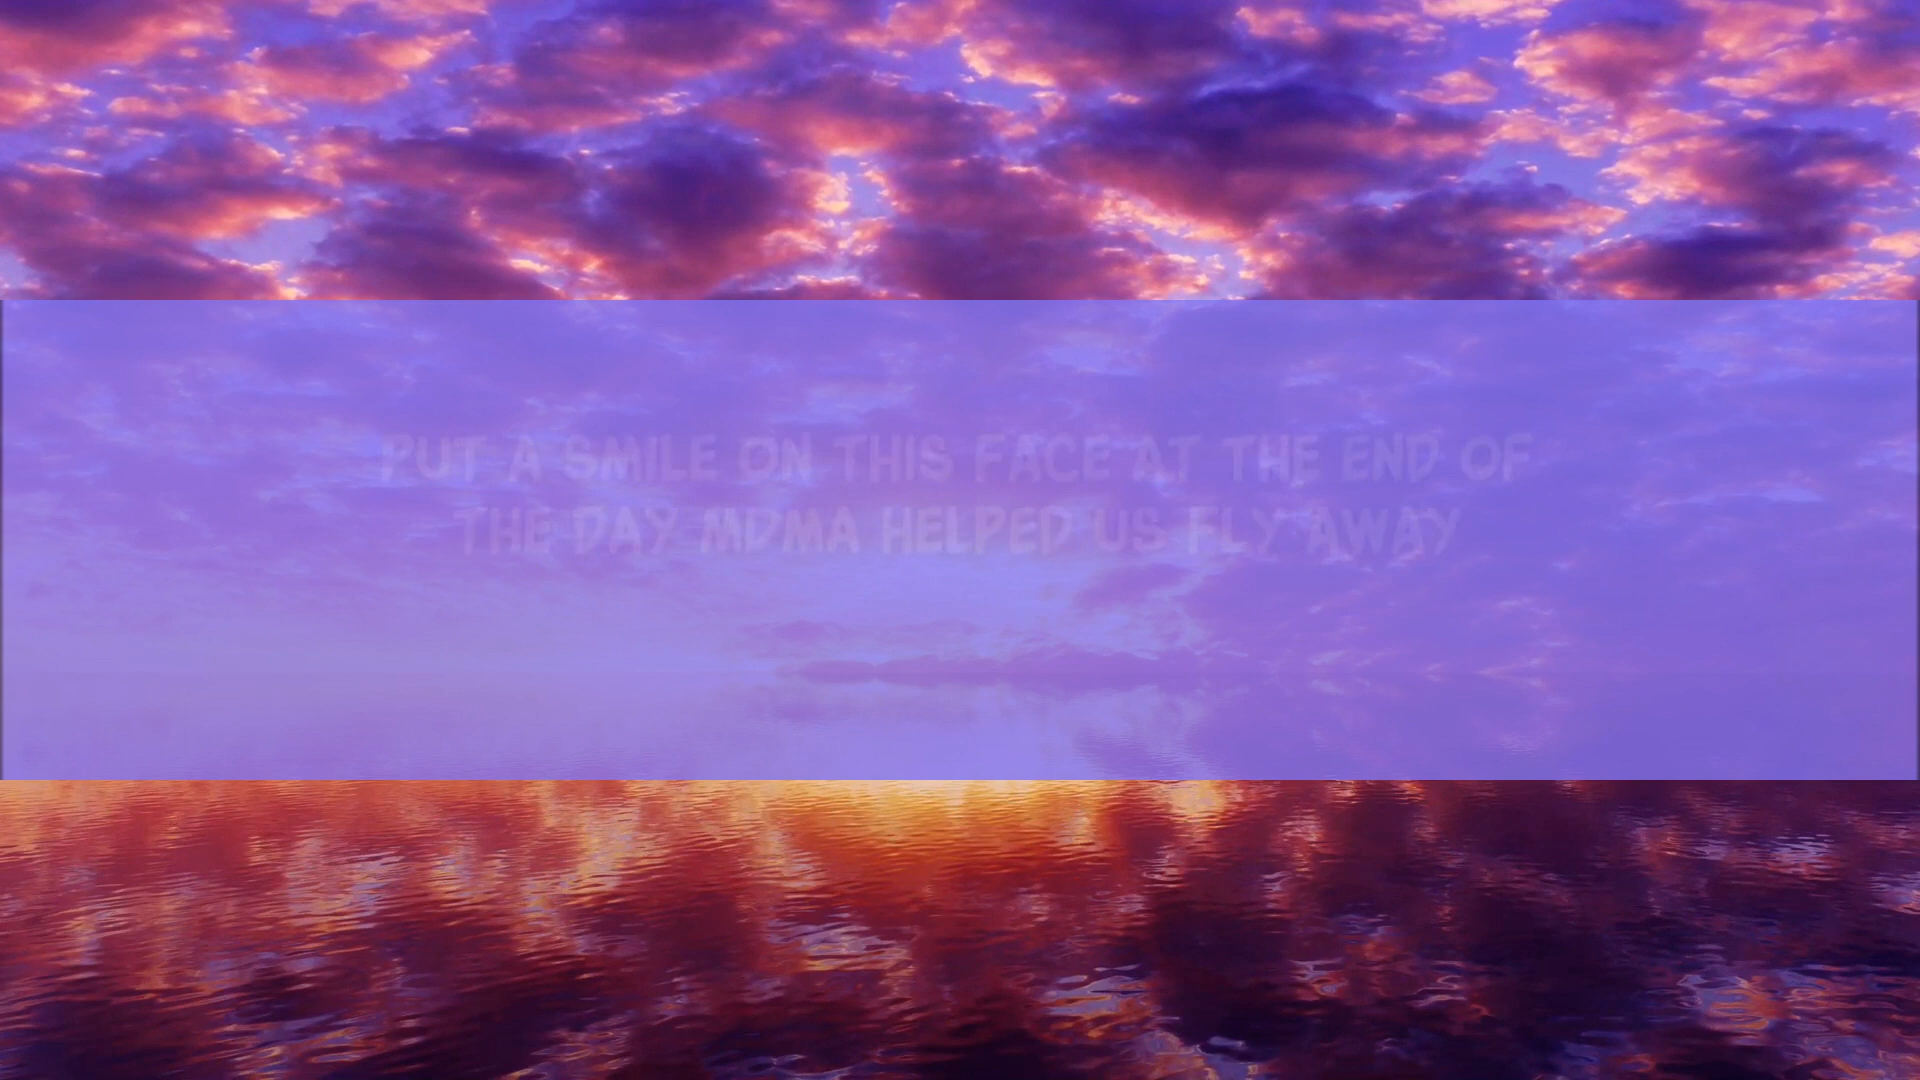 PUT A SMILE ON THIS FACE AT THE END OF
THE DAY MDMA HELPED US FLY AWAY